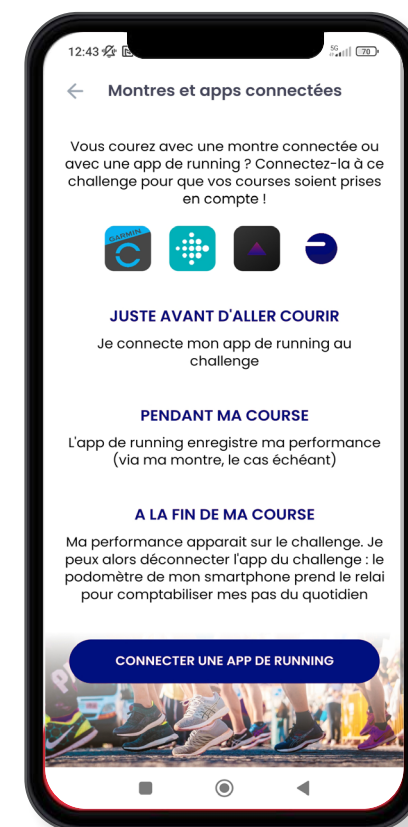 12:43
5G
70
Montres et apps connectées
Vous courez avec une montre connectée ou
avec une app de running ? Connectez-la à ce
challenge pour que vos courses soient prises
en compte !
GARMIN
JUSTE AVANT D'ALLER COURIR
Je connecte mon app de running au
challenge
PENDANT MA COURSE
L'app de running enregistre ma performance
(via ma montre, le cas échéant)
A LA FIN DE MA COURSE
Ma performance apparait sur le challenge. Je
peux alors déconnecter l'app du challenge : le
podomètre de mon smartphone prend le relai
pour comptabiliser mes pas du quotidien
CONNECTER UNE APP DE RUNNING